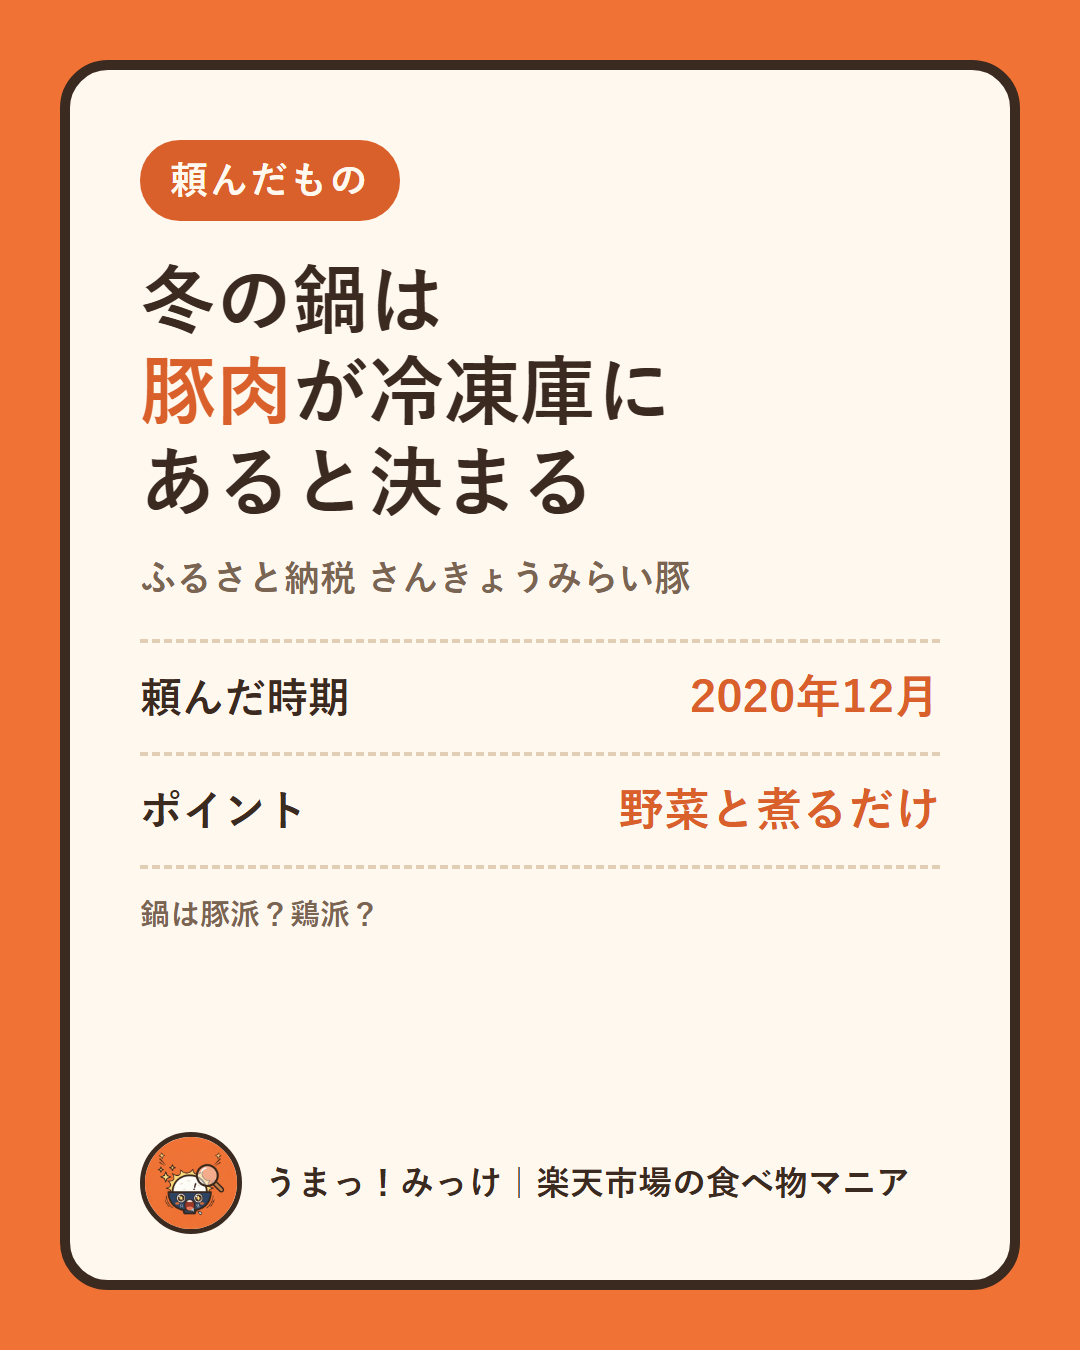 頼んだもの
冬の鍋は
豚肉が冷凍庫に
あると決まる
ふるさと納税 さんきょうみらい豚
頼んだ時期 2020年12月
ポイント 野菜と煮るだけ
鍋は豚派？鶏派？
うまっ！みっけ｜楽天市場の食べ物マニア